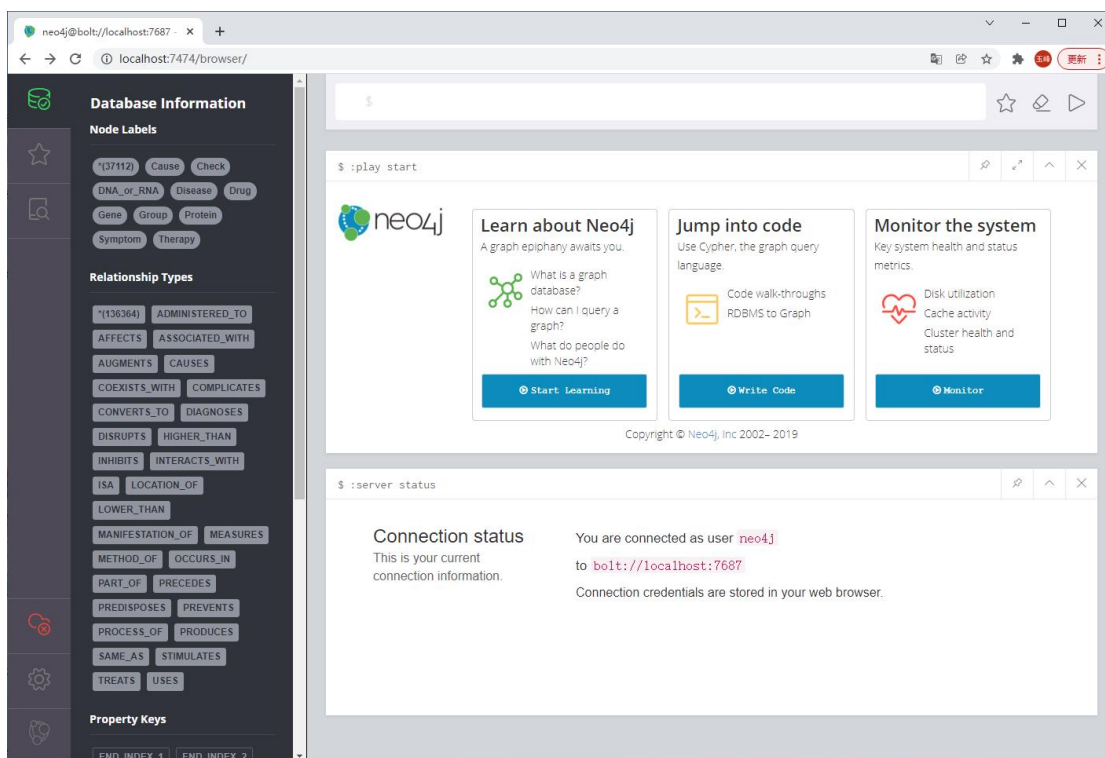 neo4j@bolt://localhost:7687 -
localhost:7474/browser/
玉峰
更新
Database Information
Node Labels
*(37112) Cause Check
DNA_or_RNA Disease Drug
Gene Group Protein
Symptom Therapy
Relationship Types
*(136364) ADMINISTERED_TO
AFFECTS ASSOCIATED_WITH
AUGMENTS CAUSES
COEXISTS_WITH COMPLICATES
CONVERTS_TO DIAGNOSES
DISRUPTS HIGHER_THAN
INHIBITS INTERACTS_WITH
ISA LOCATION_OF
LOWER_THAN
MANIFESTATION_OF MEASURES
METHOD_OF OCCURS_IN
PART_OF PRECEDES
PREDISPOSES PREVENTS
PROCESS_OF PRODUCES
SAME_AS STIMULATES
TREATS USES
Property Keys
END_INDEX_1 END_INDEX_2
$
$ :play start
neo4j
Learn about Neo4j
A graph epiphany awaits you.
What is a graph
database?
How can I query a
graph?
What do people do
with Neo4j?
Start Learning
Jump into code
Use Cypher, the graph query
language.
Code walk-throughs
RDBMS to Graph
Write Code
Monitor the system
Key system health and status
metrics.
Disk utilization
Cache activity
Cluster health and
status
Monitor
Copyright © Neo4j, Inc 2002– 2019
$ :server status
Connection status
This is your current
connection information.
You are connected as user neo4j
to bolt://localhost:7687
Connection credentials are stored in your web browser.